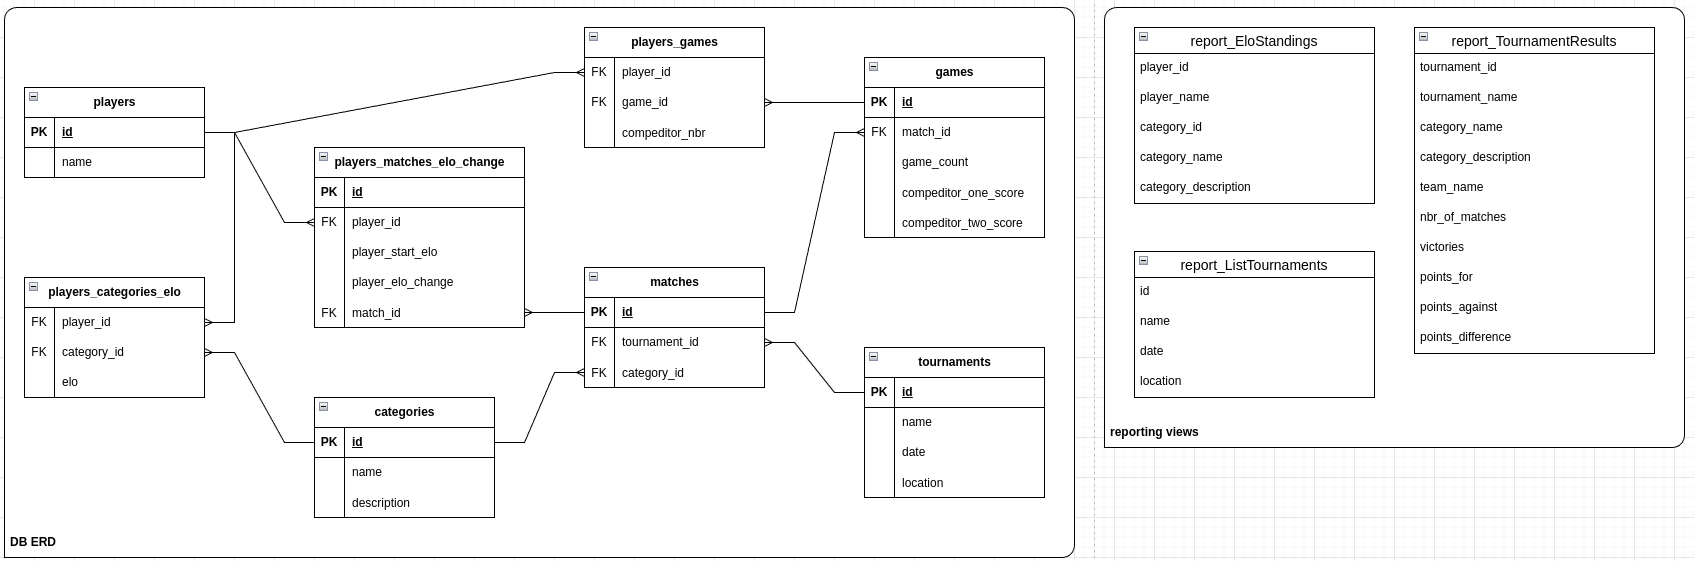 players
PK id
name
players_categories_elo
FK player_id
FK category_id
elo
players_matches_elo_change
PK id
FK player_id
player_start_elo
player_elo_change
FK match_id
categories
PK id
name
description
players_games
FK player_id
FK game_id
compeditor_nbr
matches
PK id
FK tournament_id
FK category_id
games
PK id
FK match_id
game_count
compeditor_one_score
compeditor_two_score
tournaments
PK id
name
date
location
DB ERD
report_EloStandings
player_id
player_name
category_id
category_name
category_description
report_ListTournaments
id
name
date
location
report_TournamentResults
tournament_id
tournament_name
category_name
category_description
team_name
nbr_of_matches
victories
points_for
points_against
points_difference
reporting views